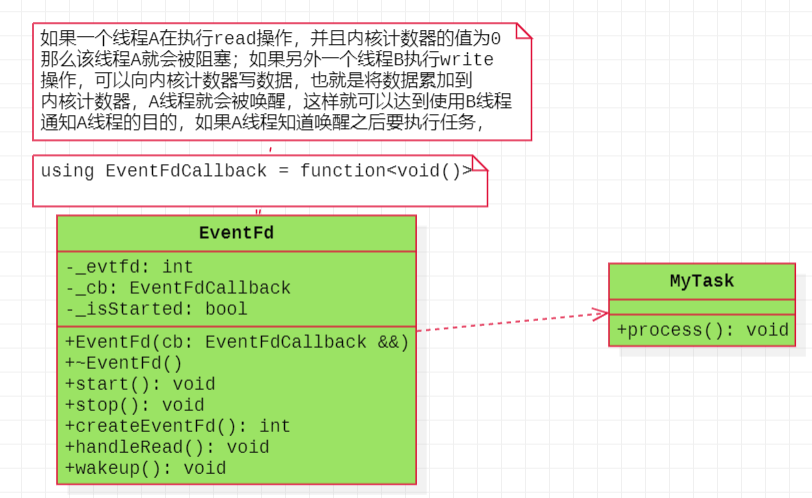 如果一个线程A在执行read操作，并且内核计数器的值为0
那么该线程A就会被阻塞；如果另外一个线程B执行write
操作，可以向内核计数器写数据，也就是将数据累加到
内核计数器，A线程就会被唤醒，这样就可以达到使用B线程
通知A线程的目的，如果A线程知道唤醒之后要执行任务，
using EventFdCallback = function<void()>
EventFd
-_evtfd: int
-_cb: EventFdCallback
-_isStarted: bool
+EventFd(cb: EventFdCallback &&)
+~EventFd()
+start(): void
+stop(): void
+createEventFd(): int
+handleRead(): void
+wakeup(): void
MyTask
+process(): void